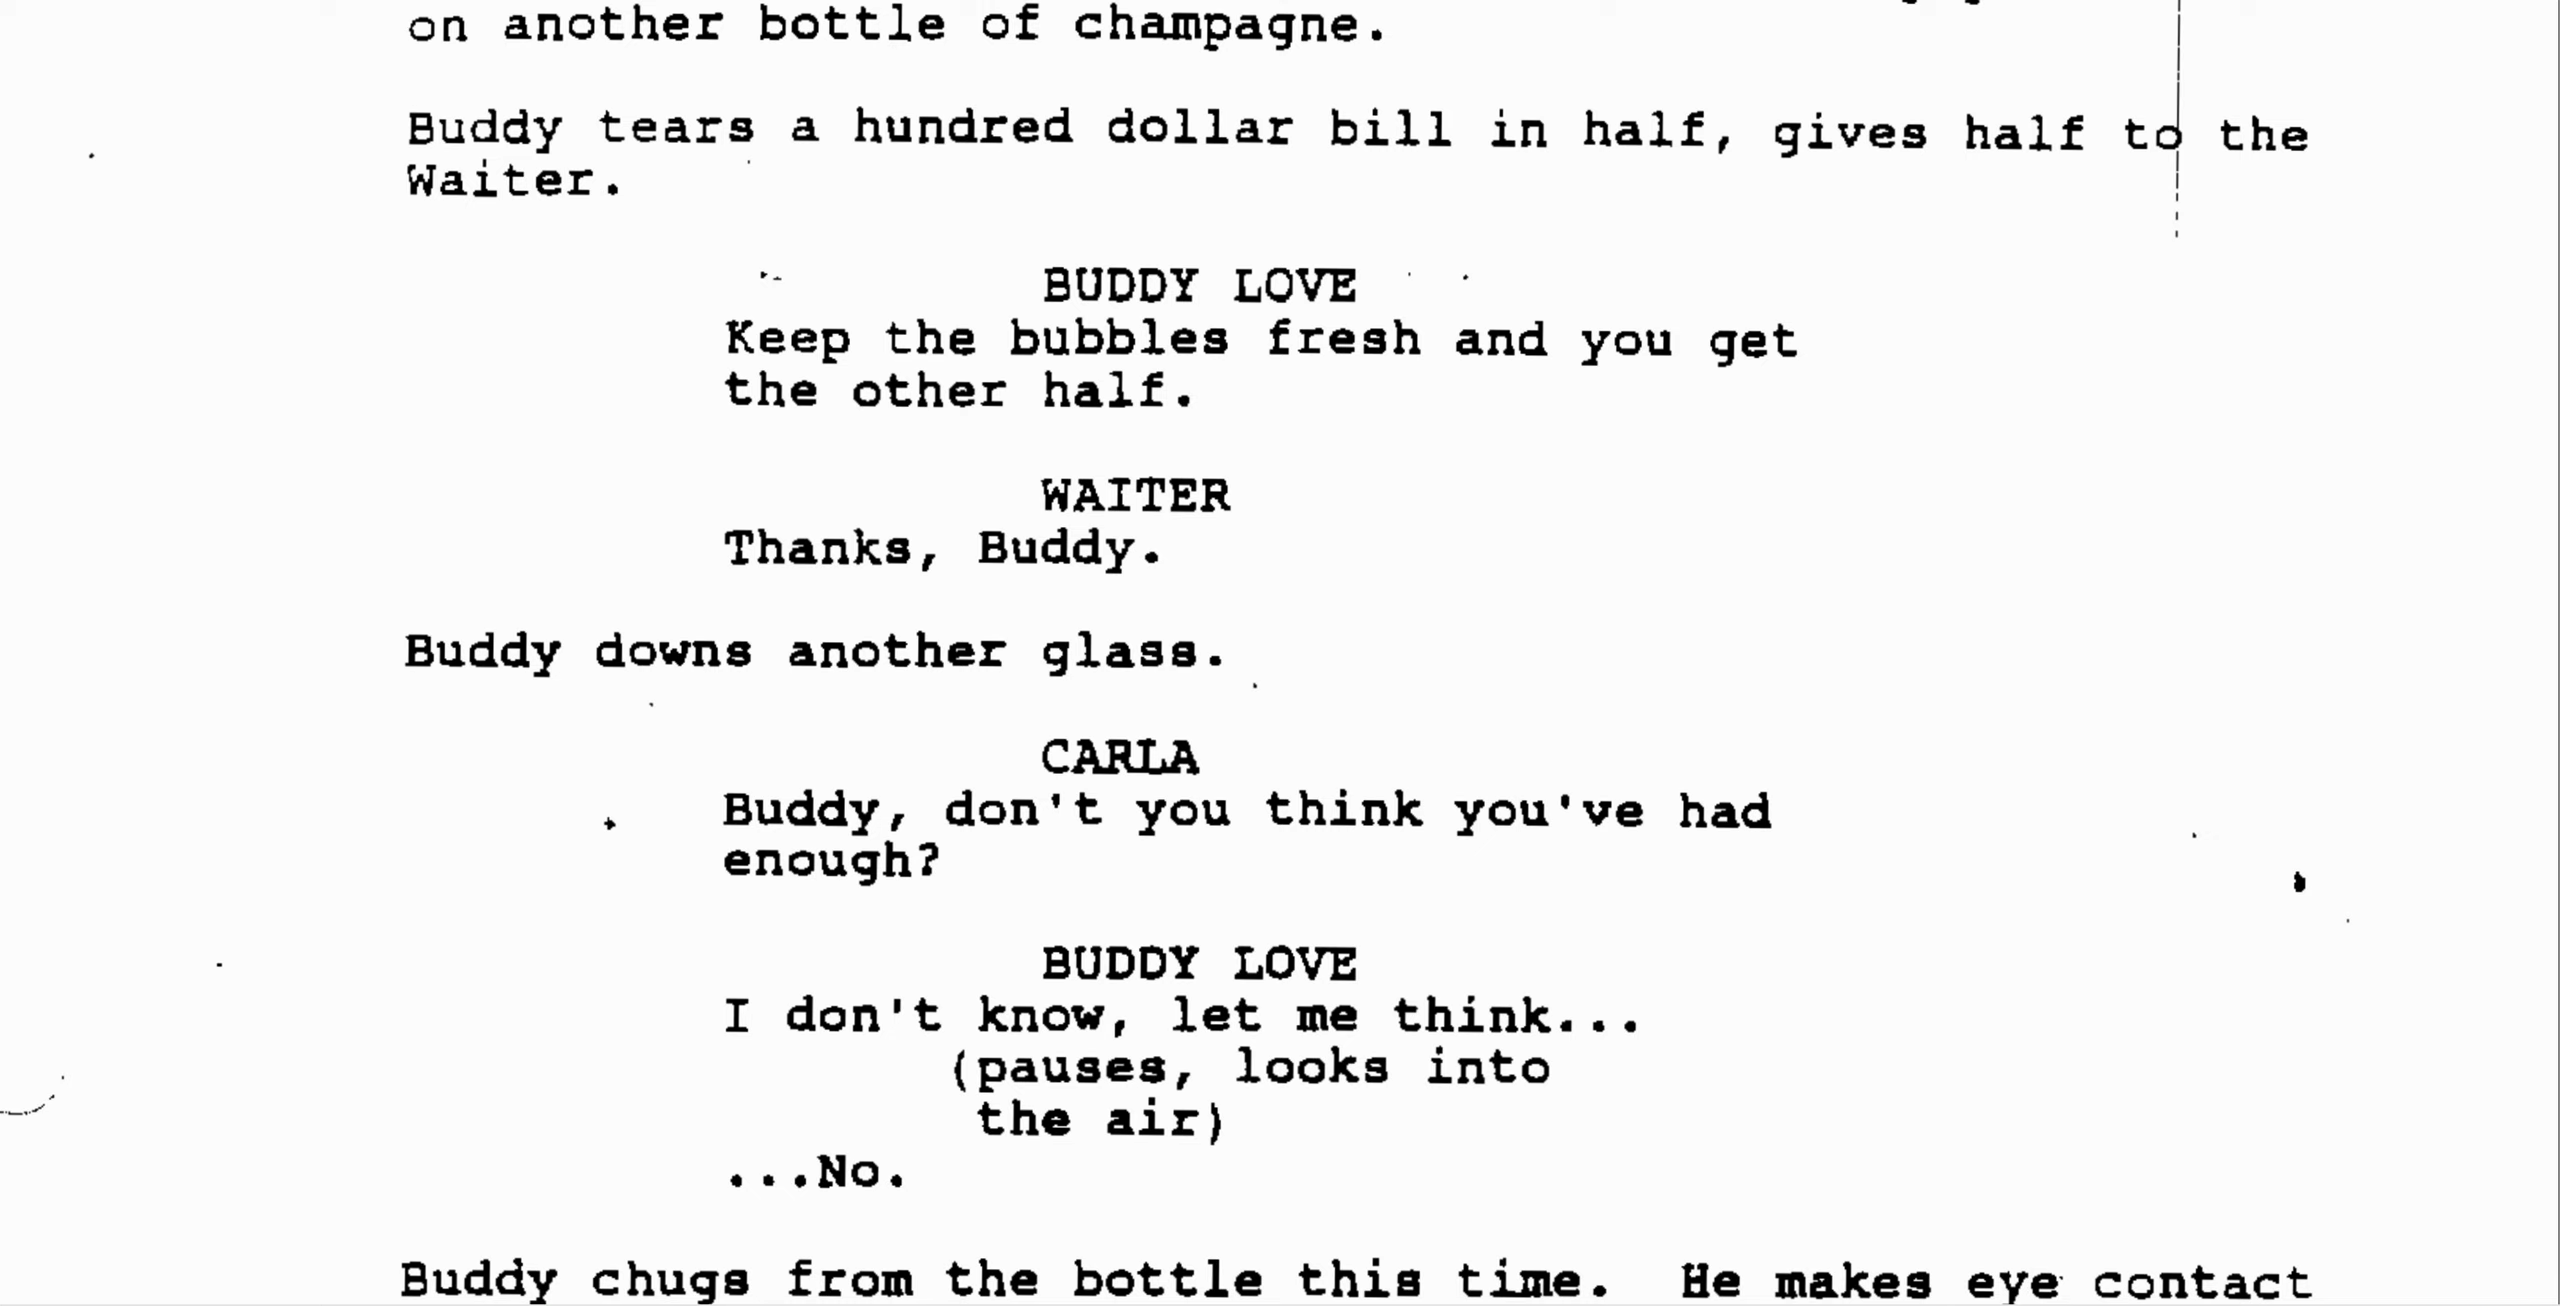 on another bottle of champagne.
Buddy tears a hundred dollar bill in half, gives half to the
Waiter.
BUDDY LOVE
Keep the bubbles fresh and you get
the other half.
WAITER
Thanks, Buddy.
Buddy downs another glass.
CARLA
Buddy, don't you think you've had
enough?
BUDDY LOVE
I don't know, let me think...
(pauses, looks into
the air)
...No.
Buddy chugs from the bottle this time. He makes eye contact